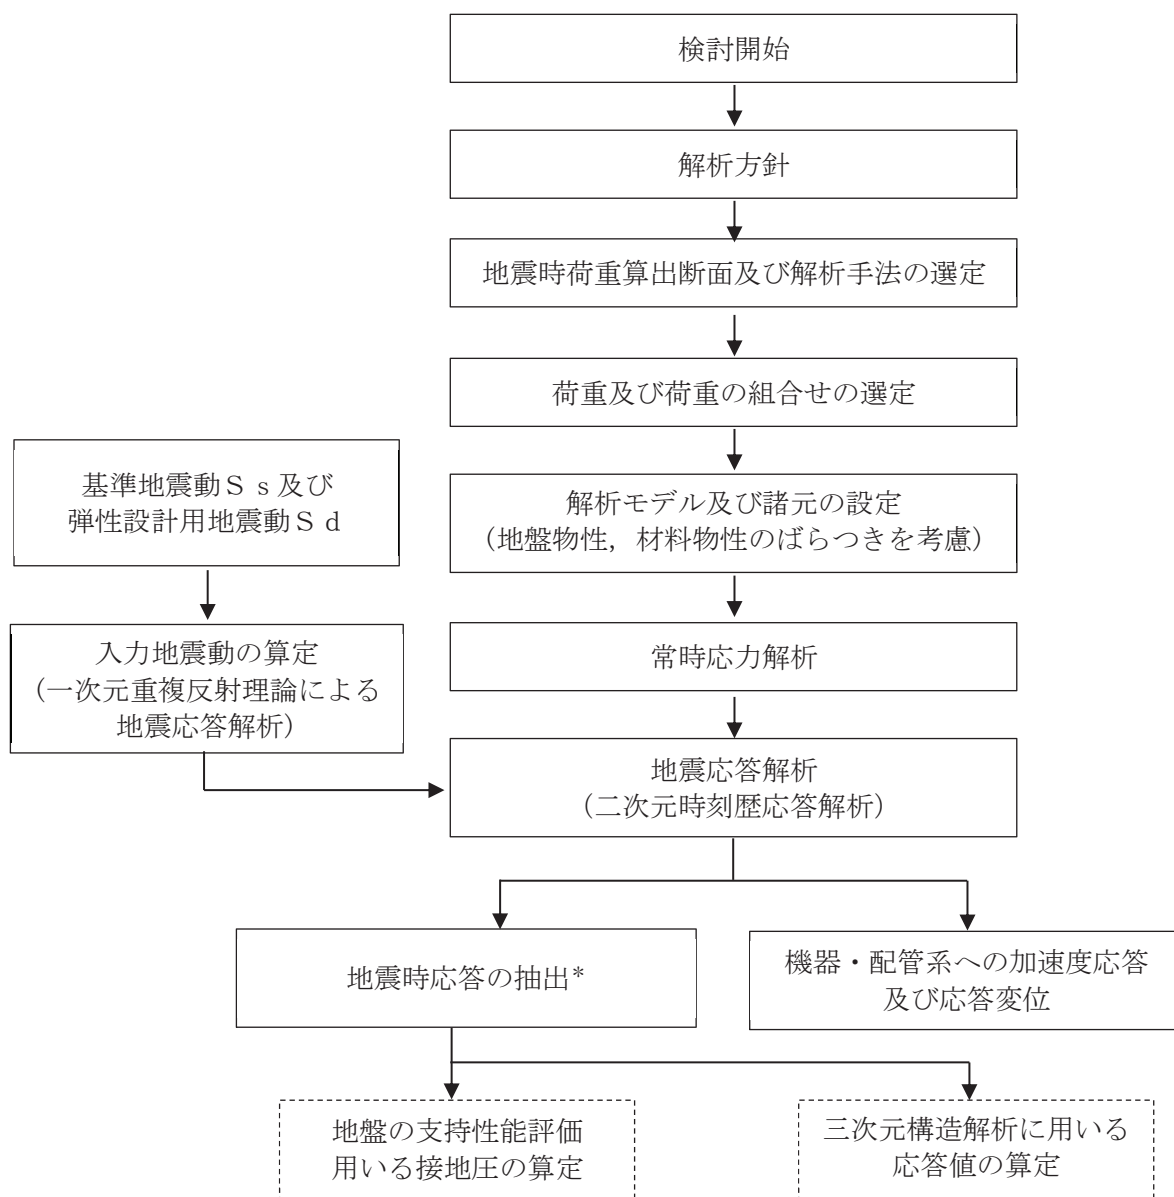 検討開始
解析方針
地震時荷重算出断面及び解析手法の選定
荷重及び荷重の組合せの選定
基準地震動Ｓｓ及び
弾性設計用地震動Ｓｄ
解析モデル及び諸元の設定
（地盤物性，材料物性のばらつきを考慮）
入力地震動の算定
（一次元重複反射理論による
地震応答解析）
常時応力解析
地震応答解析
（二次元時刻歴応答解析）
地震時応答の抽出*
機器・配管系への加速度応答
及び応答変位
地盤の支持性能評価
用いる接地圧の算定
三次元構造解析に用いる
応答値の算定